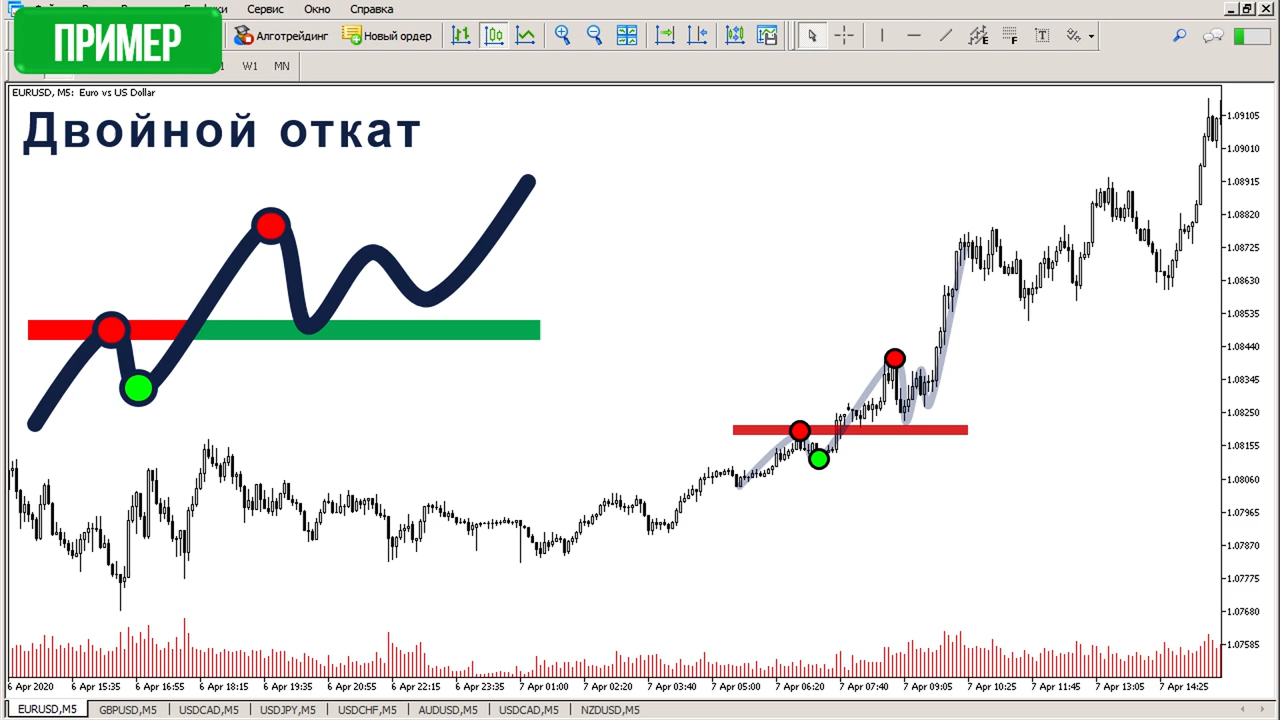 Сервис Окно Справка
ПРИМЕР
Алготрейдинг Новый ордер
W1 MN
EURUSD, M5: Euro vs US Dollar
Двойной откат
1.09105
1.09010
1.08915
1.08820
1.08725
1.08630
1.08535
1.08440
1.08345
1.08250
1.08155
1.08060
1.07965
1.07870
1.07775
1.07680
1.07585
6 Apr 2020 6 Apr 15:35 6 Apr 16:55 6 Apr 18:15 6 Apr 19:35 6 Apr 20:55 6 Apr 22:15 6 Apr 23:35 7 Apr 01:00 7 Apr 02:20 7 Apr 03:40 7 Apr 05:00 7 Apr 06:20 7 Apr 07:40 7 Apr 09:05 7 Apr 10:25 7 Apr 11:45 7 Apr 13:05 7 Apr 14:25
EURUSD,M5 GBPUSD,M5 USDCAD,M5 USDJPY,M5 USDCHF,M5 AUDUSD,M5 USDCAD,M5 NZDUSD,M5